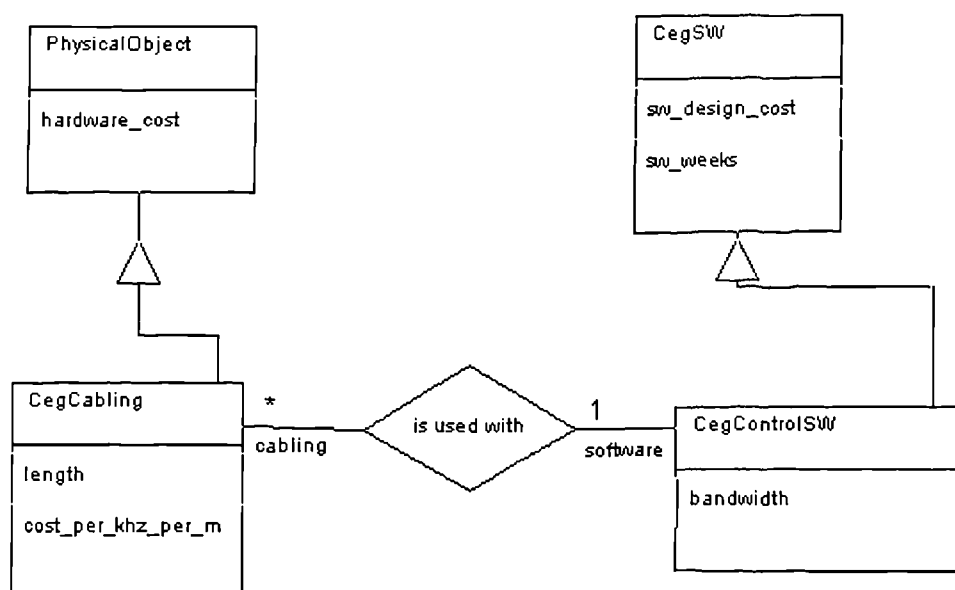 PhysicalObject
hardware_cost
CegSW
sw_design_cost
sw_weeks
CegCabling
length
cost_per_khz_per_m
*
cabling
is used with
1
software
CegControlSW
bandwidth